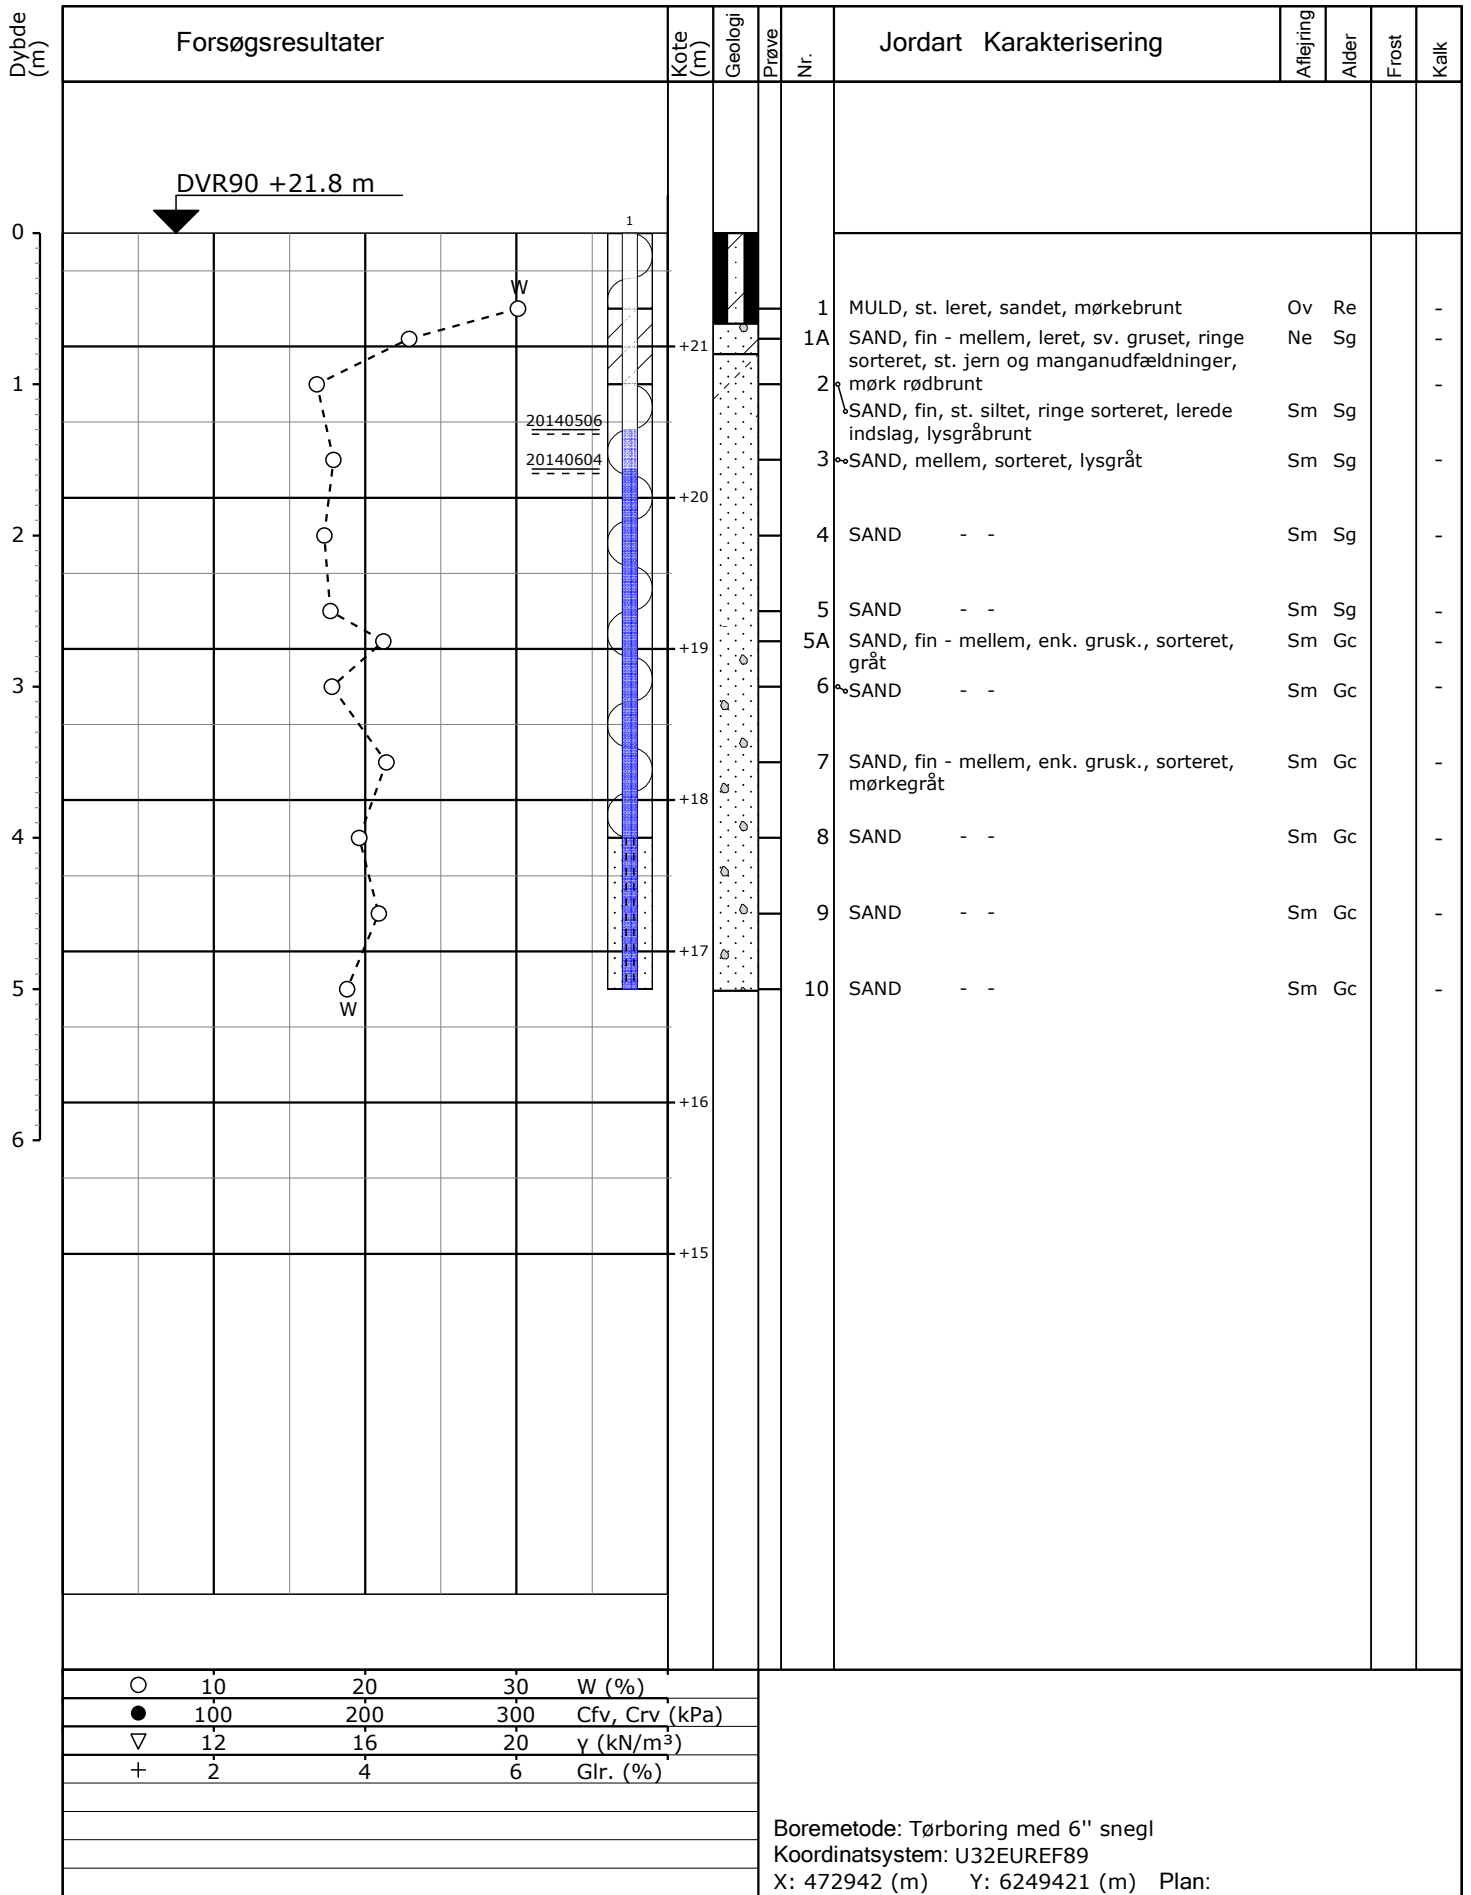 Dybde (m) Forsøgsresultater Kote (m) Geologi Prøve Nr. Jordart Karakterisering Aflejring Alder Frost Kalk
DVR90 +21.8 m
1
0
W
1 MULD, st. leret, sandet, mørkebrunt Ov Re -
+21 1A SAND, fin - mellem, leret, sv. gruset, ringe Ne Sg -
sorteret, st. jern og manganudfældninger,
1 2 mørk rødbrunt -
20140506 SAND, fin, st. siltet, ringe sorteret, lerede Sm Sg
indslag, lysgråbrunt
20140604 3 SAND, mellem, sorteret, lysgråt Sm Sg -
+20
2 4 SAND - - Sm Sg -
5 SAND - - Sm Sg -
+19 5A SAND, fin - mellem, enk. grusk., sorteret, Sm Gc -
gråt
3 6 SAND - - Sm Gc -
7 SAND, fin - mellem, enk. grusk., sorteret, Sm Gc -
mørkegråt
+18
4 8 SAND - - Sm Gc -
9 SAND - - Sm Gc -
+17
5 10 SAND - - Sm Gc -
W
+16
6
+15
10 20 30 W (%)
100 200 300 Cfv, Crv (kPa)
12 16 20 γ (kN/m³)
+ 2 4 6 Glr. (%)
Boremetode: Tørboring med 6'' snegl
Koordinatsystem: U32EUREF89
X: 472942 (m) Y: 6249421 (m) Plan: